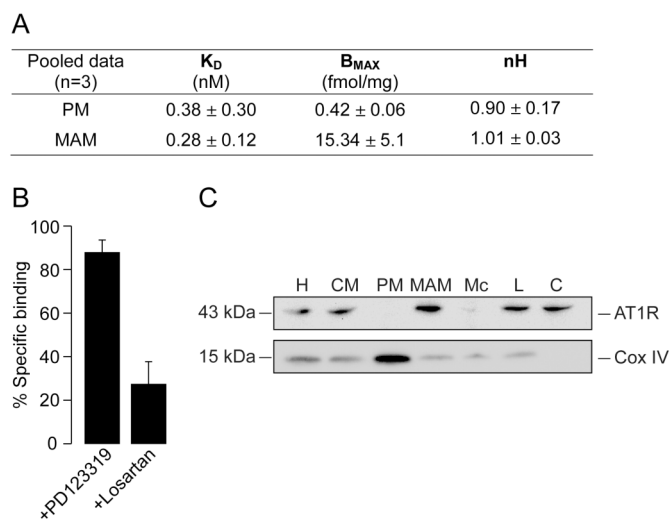 A
Pooled data (n=3) K_D (nM) B_MAX (fmol/mg) nH
PM 0.38 ± 0.30 0.42 ± 0.06 0.90 ± 0.17
MAM 0.28 ± 0.12 15.34 ± 5.1 1.01 ± 0.03
B
% Specific binding
100
80
60
40
20
0
+PD123319
+Losartan
C
H CM PM MAM Mc L C
43 kDa AT1R
15 kDa Cox IV